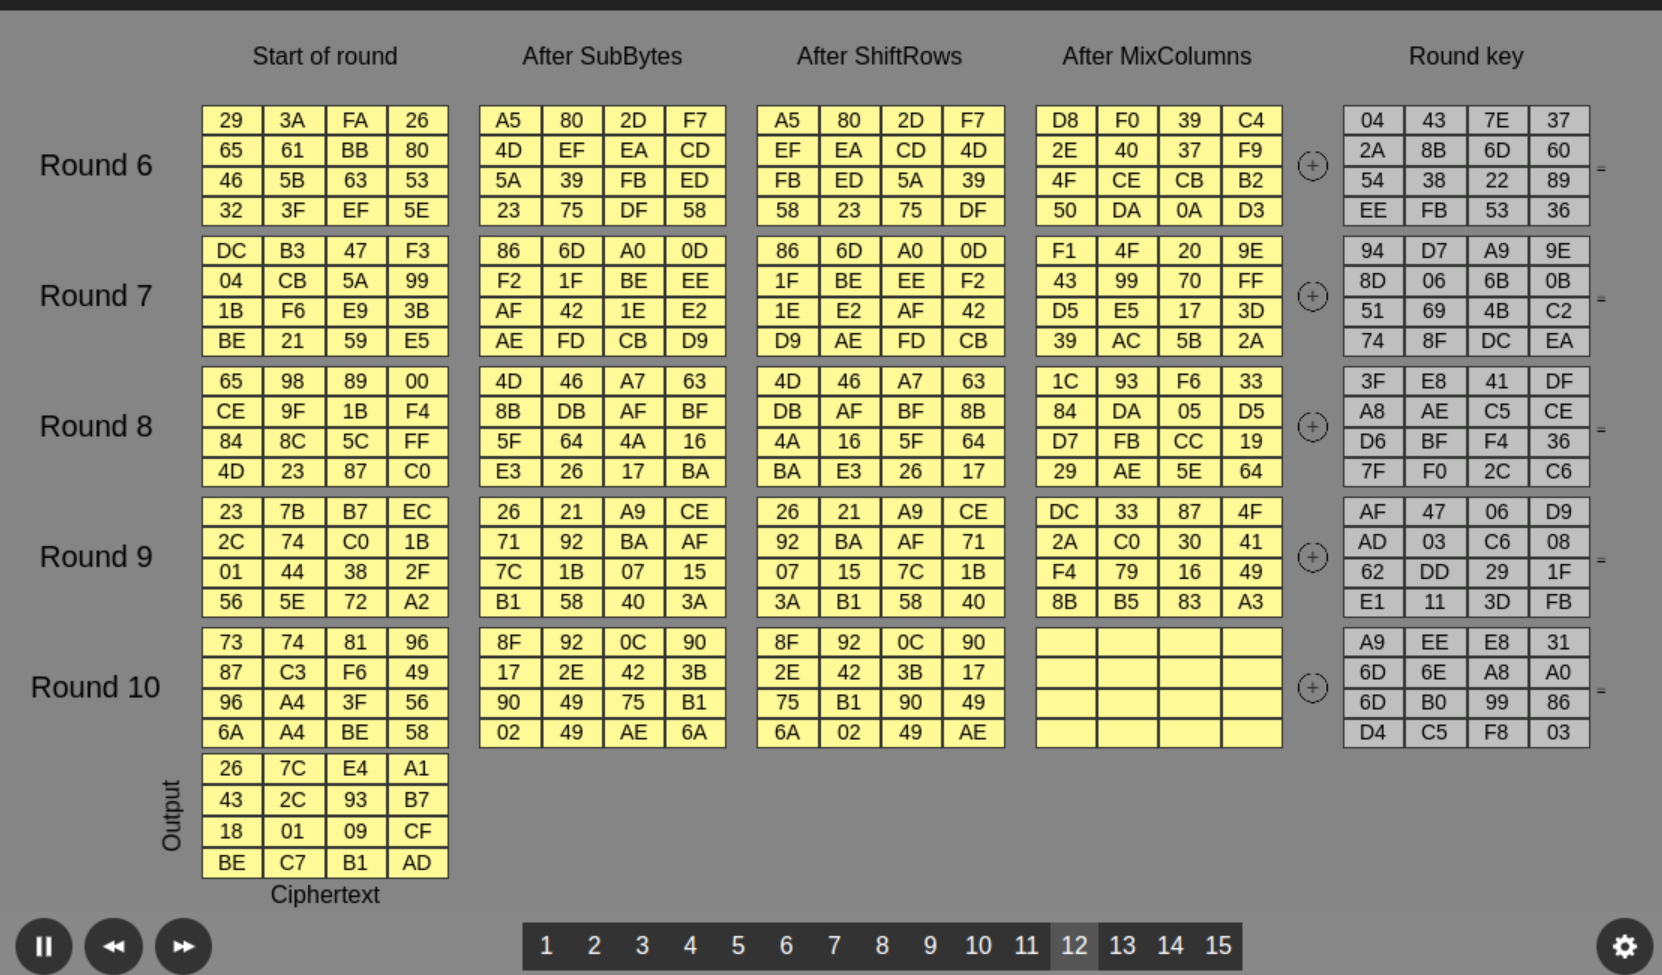 Start of round After SubBytes After ShiftRows After MixColumns Round key
29 3A FA 26 A5 80 2D F7 A5 80 2D F7 D8 F0 39 C4 04 43 7E 37
65 61 BB 80 4D EF EA CD EF EA CD 4D 2E 40 37 F9 2A 8B 6D 60
Round 6 + =
46 5B 63 53 5A 39 FB ED FB ED 5A 39 4F CE CB B2 54 38 22 89
32 3F EF 5E 23 75 DF 58 58 23 75 DF 50 DA 0A D3 EE FB 53 36
DC B3 47 F3 86 6D A0 0D 86 6D A0 0D F1 4F 20 9E 94 D7 A9 9E
04 CB 5A 99 F2 1F BE EE 1F BE EE F2 43 99 70 FF 8D 06 6B 0B
Round 7 + =
1B F6 E9 3B AF 42 1E E2 1E E2 AF 42 D5 E5 17 3D 51 69 4B C2
BE 21 59 E5 AE FD CB D9 D9 AE FD CB 39 AC 5B 2A 74 8F DC EA
65 98 89 00 4D 46 A7 63 4D 46 A7 63 1C 93 F6 33 3F E8 41 DF
CE 9F 1B F4 8B DB AF BF DB AF BF 8B 84 DA 05 D5 A8 AE C5 CE
Round 8 + =
84 8C 5C FF 5F 64 4A 16 4A 16 5F 64 D7 FB CC 19 D6 BF F4 36
4D 23 87 C0 E3 26 17 BA BA E3 26 17 29 AE 5E 64 7F F0 2C C6
23 7B B7 EC 26 21 A9 CE 26 21 A9 CE DC 33 87 4F AF 47 06 D9
2C 74 C0 1B 71 92 BA AF 92 BA AF 71 2A C0 30 41 AD 03 C6 08
Round 9 + =
01 44 38 2F 7C 1B 07 15 07 15 7C 1B F4 79 16 49 62 DD 29 1F
56 5E 72 A2 B1 58 40 3A 3A B1 58 40 8B B5 83 A3 E1 11 3D FB
73 74 81 96 8F 92 0C 90 8F 92 0C 90 A9 EE E8 31
87 C3 F6 49 17 2E 42 3B 2E 42 3B 17 6D 6E A8 A0
Round 10 + =
96 A4 3F 56 90 49 75 B1 75 B1 90 49 6D B0 99 86
6A A4 BE 58 02 49 AE 6A 6A 02 49 AE D4 C5 F8 03
26 7C E4 A1
43 2C 93 B7
Output
18 01 09 CF
BE C7 B1 AD
Ciphertext
1 2 3 4 5 6 7 8 9 10 11 12 13 14 15